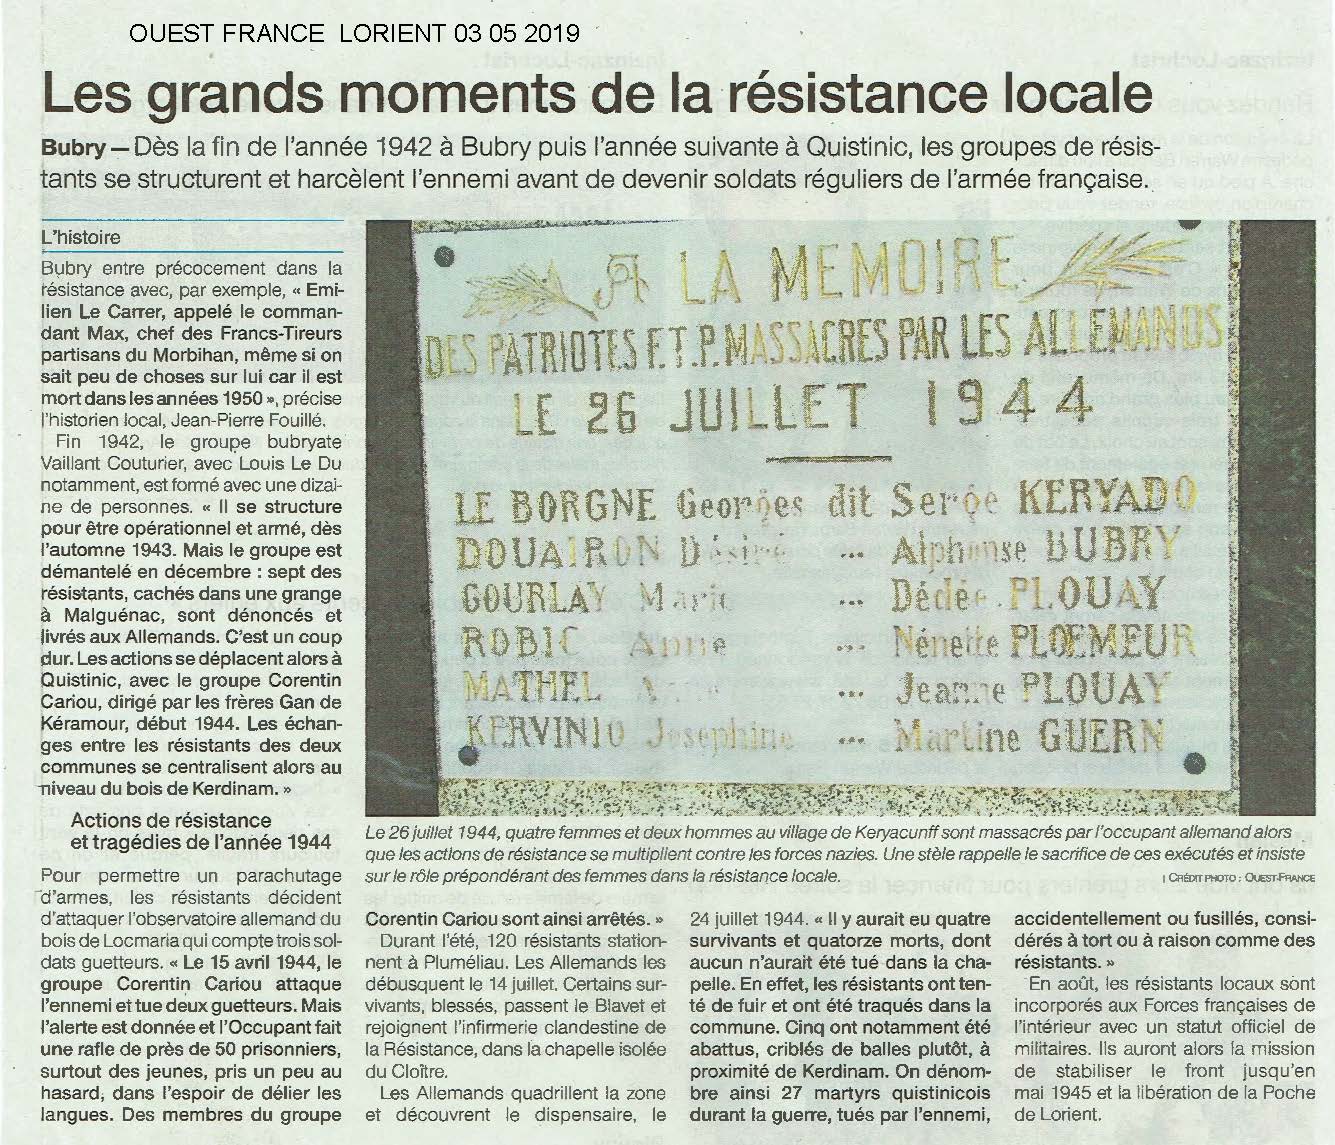 OUEST FRANCE LORIENT 03 05 2019
Les grands moments de la résistance locale
Bubry — Dès la fin de l'année 1942 à Bubry puis l'année suivante à Quistinic, les groupes de résis-
tants se structurent et harcèlent l'ennemi avant de devenir soldats réguliers de l'armée française.
L'histoire
Bubry entre précocement dans la
résistance avec, par exemple, « Emi-
lien Le Carrer, appelé le comman-
dant Max, chef des Francs-Tireurs
partisans du Morbihan, même si on
sait peu de choses sur lui car il est
mort dans les années 1950 », précise
l'historien local, Jean-Pierre Fouillé.
Fin 1942, le groupe bubryate
Vaillant Couturier, avec Louis Le Du
notamment, est formé avec une dizai-
ne de personnes. « Il se structure
pour être opérationnel et armé, dès
l'automne 1943. Mais le groupe est
démantelé en décembre : sept des
résistants, cachés dans une grange
à Malguénac, sont dénoncés et
livrés aux Allemands. C'est un coup
dur. Les actions se déplacent alors à
Quistinic, avec le groupe Corentin
Cariou, dirigé par les frères Gan de
Kéramour, début 1944. Les échan-
ges entre les résistants des deux
communes se centralisent alors au
niveau du bois de Kerdinam. »
Actions de résistance
et tragédies de l'année 1944
Pour permettre un parachutage
d'armes, les résistants décident
d'attaquer l'observatoire allemand du
bois de Locmaria qui compte trois sol-
dats guetteurs. « Le 15 avril 1944, le
groupe Corentin Cariou attaque
l'ennemi et tue deux guetteurs. Mais
l'alerte est donnée et l'Occupant fait
une rafle de près de 50 prisonniers,
surtout des jeunes, pris un peu au
hasard, dans l'espoir de délier les
langues. Des membres du groupe
A LA MEMOIRE
DES PATRIOTES F.T.P. MASSACRES PAR LES ALLEMANDS
LE 26 JUILLET 1944
LE BORGNE Georges dit Serge KERYADO
DOUAIRON Désiré ... Alphonse BUBRY
GOURLAY Marie ... Dédée . PLOUAY
ROBIC Anne ... Nénette PLOEMEUR
MATHEL ... Jeanne PLOUAY
KERVINIO Joséphine ... Martine GUERN
Le 26 juillet 1944, quatre femmes et deux hommes au village de Keryacunff sont massacrés par l'occupant allemand alors
que les actions de résistance se multiplient contre les forces nazies. Une stèle rappelle le sacrifice de ces exécutés et insiste
sur le rôle prépondérant des femmes dans la résistance locale. | CRÉDIT PHOTO : OUEST-FRANCE
Corentin Cariou sont ainsi arrêtés. »
Durant l'été, 120 résistants station-
nent à Pluméliau. Les Allemands les
débusquent le 14 juillet. Certains sur-
vivants, blessés, passent le Blavet et
rejoignent l'infirmerie clandestine de
la Résistance, dans la chapelle isolée
du Cloître.
Les Allemands quadrillent la zone
et découvrent le dispensaire, le
24 juillet 1944. « Il y aurait eu quatre
survivants et quatorze morts, dont
aucun n'aurait été tué dans la cha-
pelle. En effet, les résistants ont ten-
té de fuir et ont été traqués dans la
commune. Cinq ont notamment été
abattus, criblés de balles plutôt, à
proximité de Kerdinam. On dénom-
bre ainsi 27 martyrs quistinicois
durant la guerre, tués par l'ennemi,
accidentellement ou fusillés, consi-
dérés à tort ou à raison comme des
résistants. »
En août, les résistants locaux sont
incorporés aux Forces françaises de
l'intérieur avec un statut officiel de
militaires. Ils auront alors la mission
de stabiliser le front jusqu'en
mai 1945 et la libération de la Poche
de Lorient.